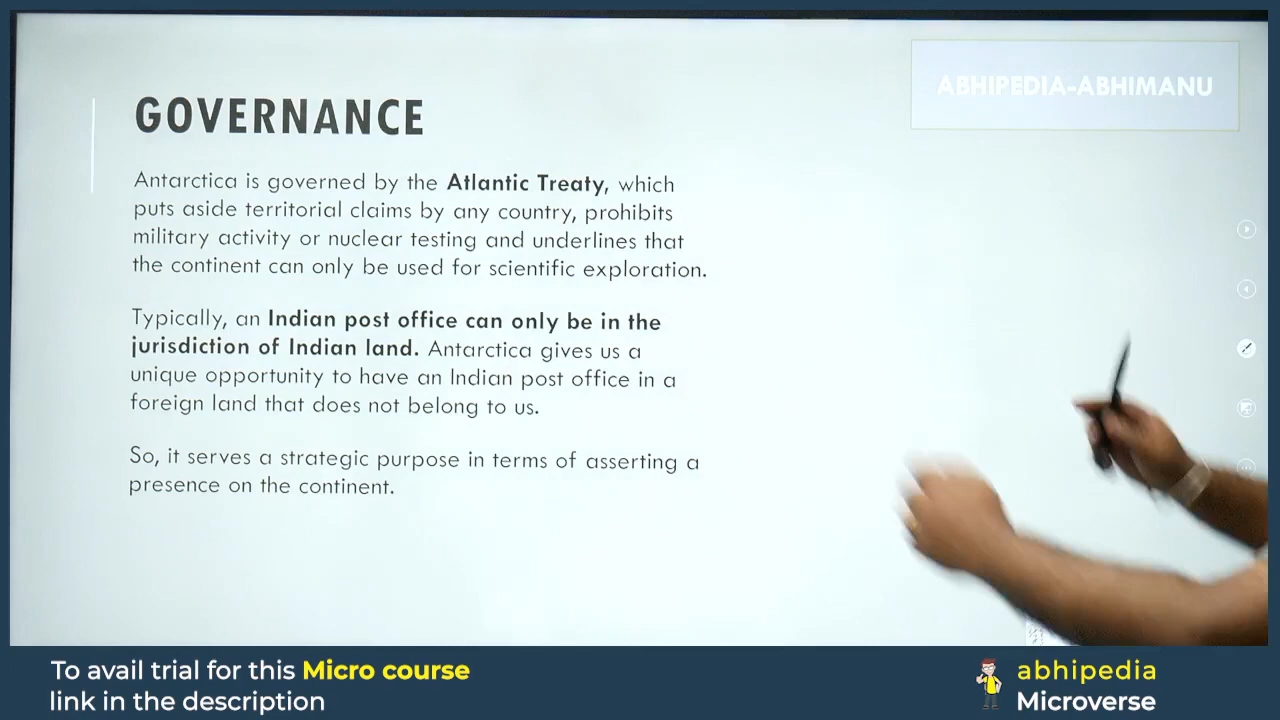 ABHIPEDIA-ABHIMANU
GOVERNANCE
Antarctica is governed by the Atlantic Treaty, which
puts aside territorial claims by any country, prohibits
military activity or nuclear testing and underlines that
the continent can only be used for scientific exploration.
Typically, an Indian post office can only be in the
jurisdiction of Indian land. Antarctica gives us a
unique opportunity to have an Indian post office in a
foreign land that does not belong to us.
So, it serves a strategic purpose in terms of asserting a
presence on the continent.
To avail trial for this Micro course
link in the description
abhipedia
Microverse